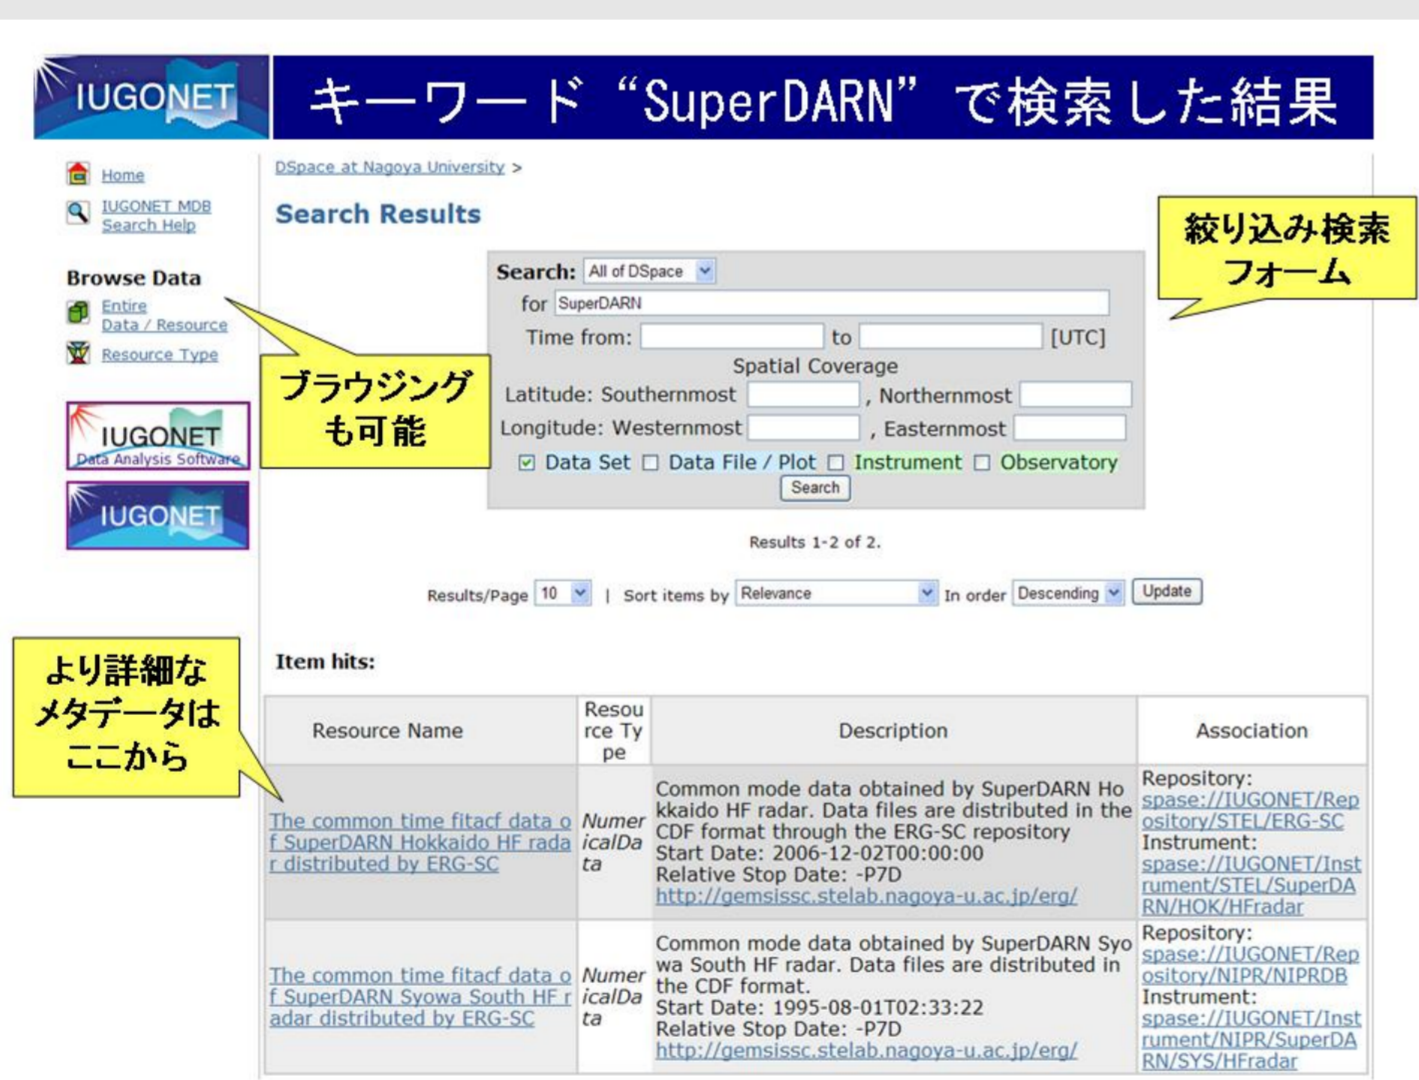 IUGONET
キーワード“SuperDARN”で検索した結果
Home
IUGONET MDB
Search Help
Browse Data
Entire
Data / Resource
Resource Type
ブラウジング
も可能
IUGONET
Data Analysis Software
IUGONET
DSpace at Nagoya University >
Search Results
絞り込み検索
フォーム
Search: All of DSpace
for SuperDARN
Time from: to [UTC]
Spatial Coverage
Latitude: Southernmost , Northernmost
Longitude: Westernmost , Easternmost
Data Set Data File / Plot Instrument Observatory
Search
Results 1-2 of 2.
Results/Page 10 | Sort items by Relevance In order Descending Update
より詳細な
メタデータは
ここから
Item hits:
Resource Name
Resou
rce Ty
pe
Description
Association
The common time fitacf data o
f SuperDARN Hokkaido HF rada
r distributed by ERG-SC
Numer
icalDa
ta
Common mode data obtained by SuperDARN Ho
kkaido HF radar. Data files are distributed in the
CDF format through the ERG-SC repository
Start Date: 2006-12-02T00:00:00
Relative Stop Date: -P7D
http://gemsissc.stelab.nagoya-u.ac.jp/erg/
Repository:
spase://IUGONET/Rep
ository/STEL/ERG-SC
Instrument:
spase://IUGONET/Inst
rument/STEL/SuperDA
RN/HOK/HFradar
The common time fitacf data o
f SuperDARN Syowa South HF r
adar distributed by ERG-SC
Numer
icalDa
ta
Common mode data obtained by SuperDARN Syo
wa South HF radar. Data files are distributed in
the CDF format.
Start Date: 1995-08-01T02:33:22
Relative Stop Date: -P7D
http://gemsissc.stelab.nagoya-u.ac.jp/erg/
Repository:
spase://IUGONET/Rep
ository/NIPR/NIPRDB
Instrument:
spase://IUGONET/Inst
rument/NIPR/SuperDA
RN/SYS/HFradar